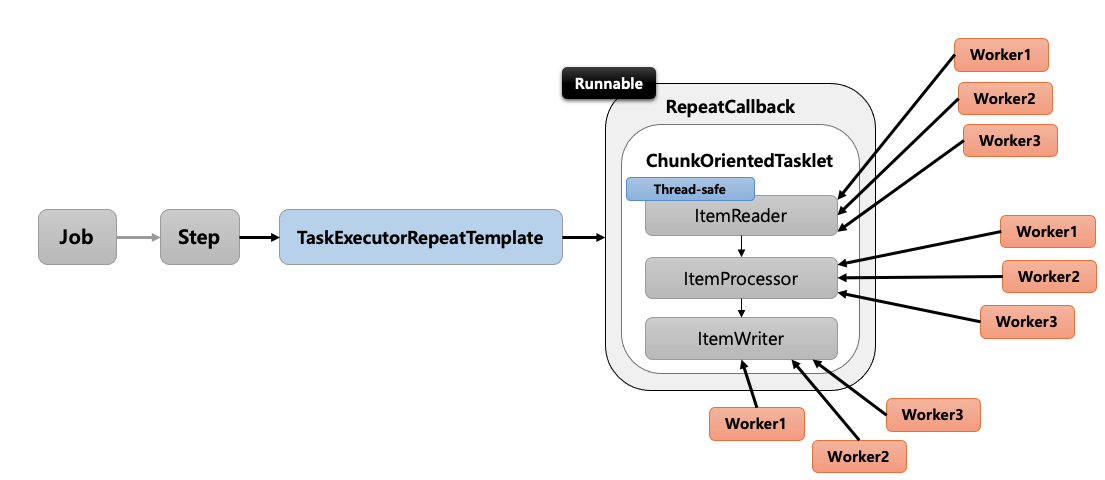 Job
Step
TaskExecutorRepeatTemplate
Runnable
RepeatCallback
ChunkOrientedTasklet
Thread-safe
ItemReader
ItemProcessor
ItemWriter
Worker1
Worker2
Worker3
Worker1
Worker2
Worker3
Worker1
Worker2
Worker3